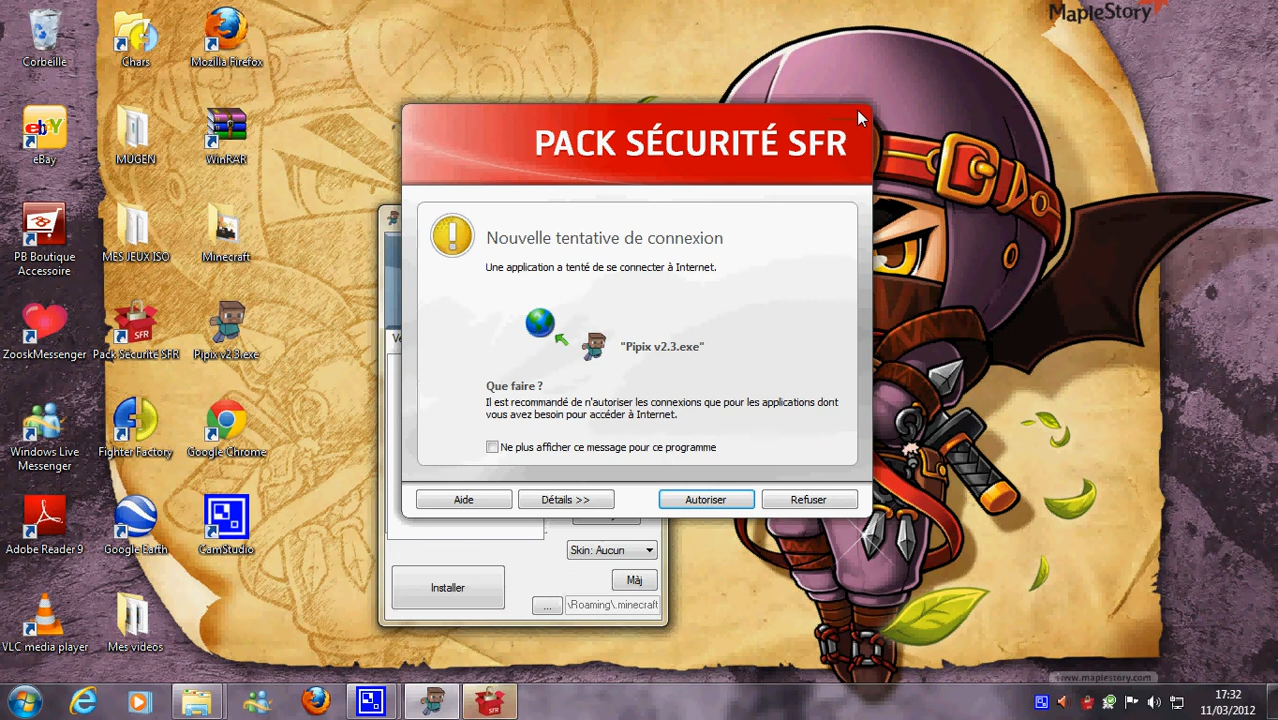 MapleStory
Corbeille
Chars
Mozilla Firefox
eBay
MUGEN
WinRAR
PB Boutique
Accessoire
MES JEUX ISO
Minecraft
ZooskMessenger
Pack Sécurité SFR
Pipix v2.3.exe
Windows Live
Messenger
Fighter Factory
Google Chrome
Adobe Reader 9
Google Earth
CamStudio
VLC media player
Mes videos
PACK SÉCURITÉ SFR
Nouvelle tentative de connexion
Une application a tenté de se connecter à Internet.
"Pipix v2.3.exe"
Que faire ?
Il est recommandé de n'autoriser les connexions que pour les applications dont
vous avez besoin pour accéder à Internet.
Ne plus afficher ce message pour ce programme
Aide
Détails >>
Autoriser
Refuser
Skin: Aucun
Installer
Màj
...
\Roaming\.minecraft
www.maplestory.com
17:32
11/03/2012